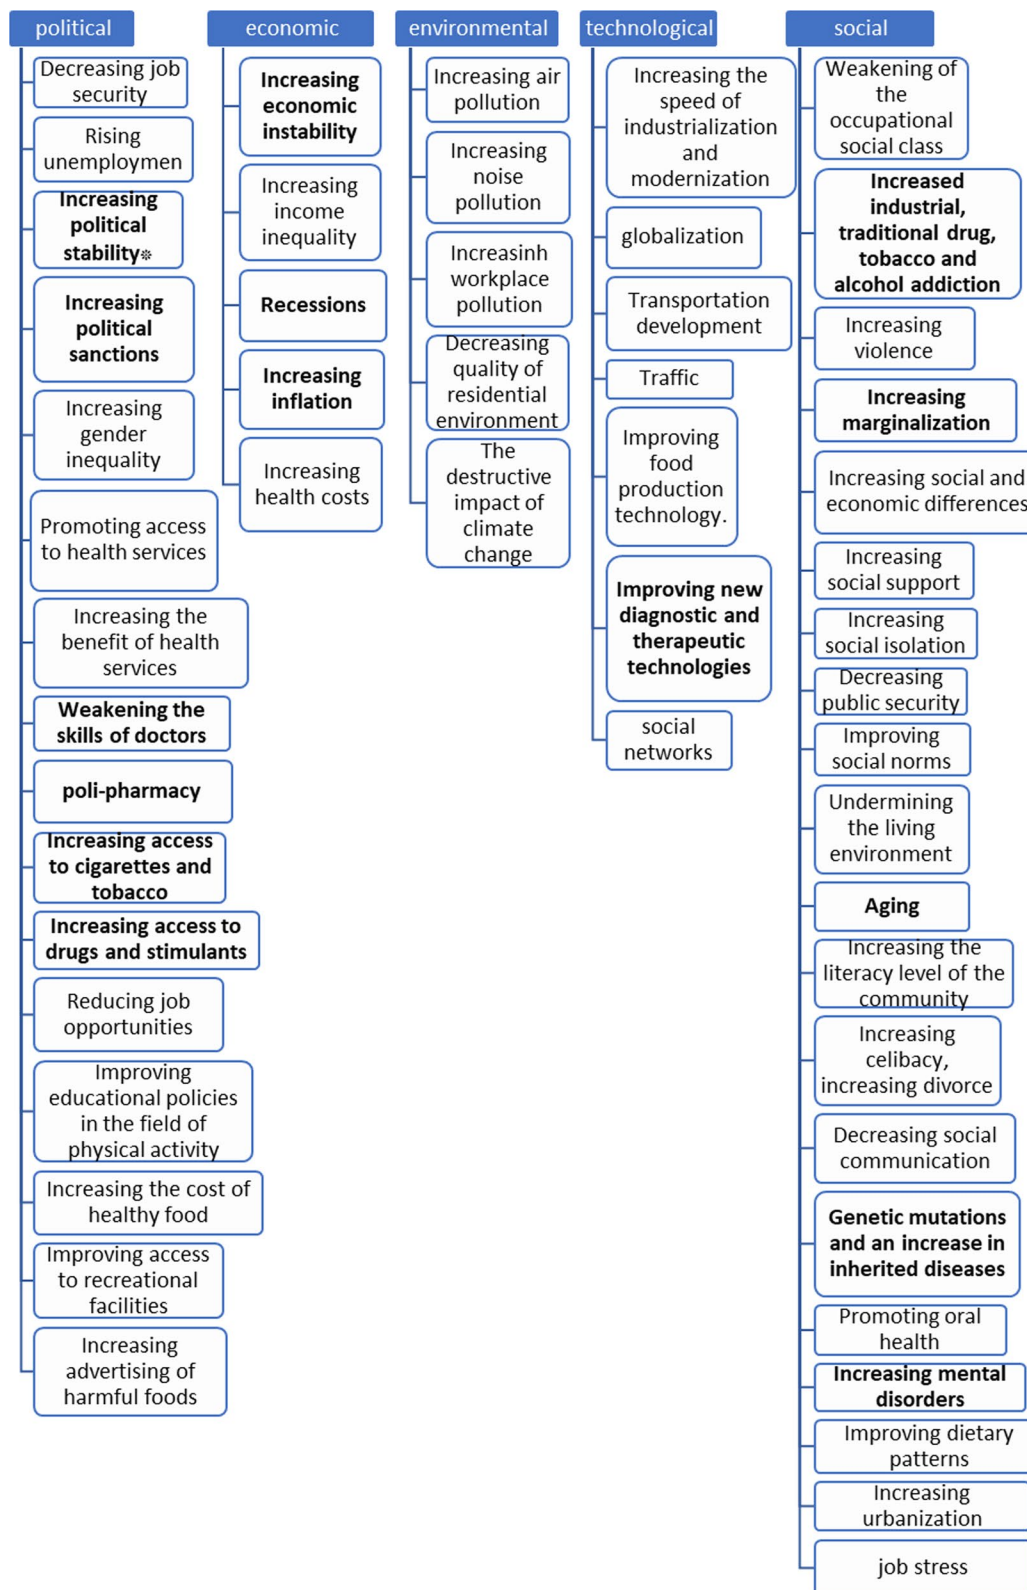 political
Decreasing job
security
Rising
unemploymen
Increasing
political
stability※
Increasing
political
sanctions
Increasing
gender
inequality
Promoting access
to health services
Increasing the
benefit of health
services
Weakening the
skills of doctors
poli-pharmacy
Increasing access
to cigarettes and
tobacco
Increasing access to
drugs and stimulants
Reducing job
opportunities
Improving
educational policies
in the field of
physical activity
Increasing the cost of
healthy food
Improving access
to recreational
facilities
Increasing
advertising of
harmful foods
economic
Increasing
economic
instability
Increasing
income
inequality
Recessions
Increasing
inflation
Increasing
health costs
environmental
Increasing air
pollution
Increasing
noise
pollution
Increasinh
workplace
pollution
Decreasing
quality of
residential
environment
The
destructive
impact of
climate
change
technological
Increasing the
speed of
industrialization
and
modernization
globalization
Transportation
development
Traffic
Improving
food
production
technology.
Improving new
diagnostic and
therapeutic
technologies
social
networks
social
Weakening of
the
occupational
social class
Increased
industrial,
traditional drug,
tobacco and
alcohol addiction
Increasing
violence
Increasing
marginalization
Increasing social and
economic differences
Increasing
social support
Increasing
social isolation
Decreasing
public security
Improving
social norms
Undermining
the living
environment
Aging
Increasing the
literacy level of the
community
Increasing
celibacy,
increasing divorce
Decreasing social
communication
Genetic mutations
and an increase in
inherited diseases
Promoting oral
health
Increasing mental
disorders
Improving dietary
patterns
Increasing
urbanization
job stress